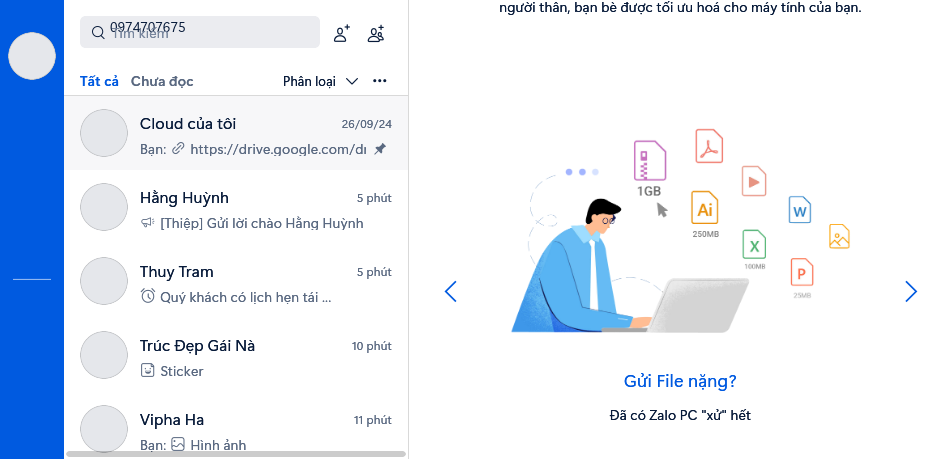 người thân, bạn bè được tối ưu hoá cho máy tính của bạn.
0974707675
Tìm kiếm
Tất cả Chưa đọc Phân loại
Cloud của tôi 26/09/24
Bạn: https://drive.google.com/dr
Hằng Huỳnh 5 phút
[Thiệp] Gửi lời chào Hằng Huỳnh
Thuy Tram 5 phút
Quý khách có lịch hẹn tái ...
Trúc Đẹp Gái Nà 10 phút
Sticker
Vipha Ha 11 phút
Bạn: Hình ảnh
1GB
Ai
250MB
W
X
100MB
P
25MB
Gửi File nặng?
Đã có Zalo PC "xử" hết